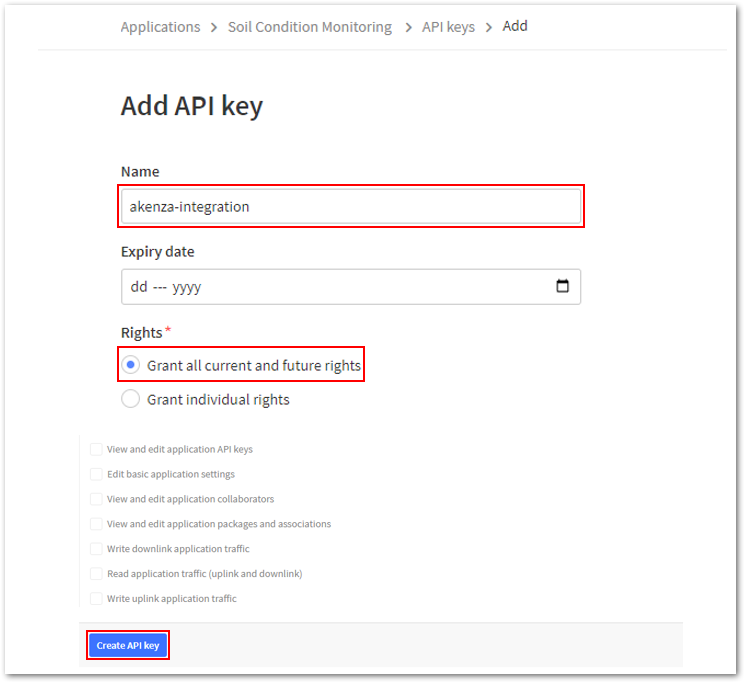 Applications > Soil Condition Monitoring > API keys > Add
Add API key
Name
akenza-integration
Expiry date
dd --- yyyy
Rights *
Grant all current and future rights
Grant individual rights
View and edit application API keys
Edit basic application settings
View and edit application collaborators
View and edit application packages and associations
Write downlink application traffic
Read application traffic (uplink and downlink)
Write uplink application traffic
Create API key